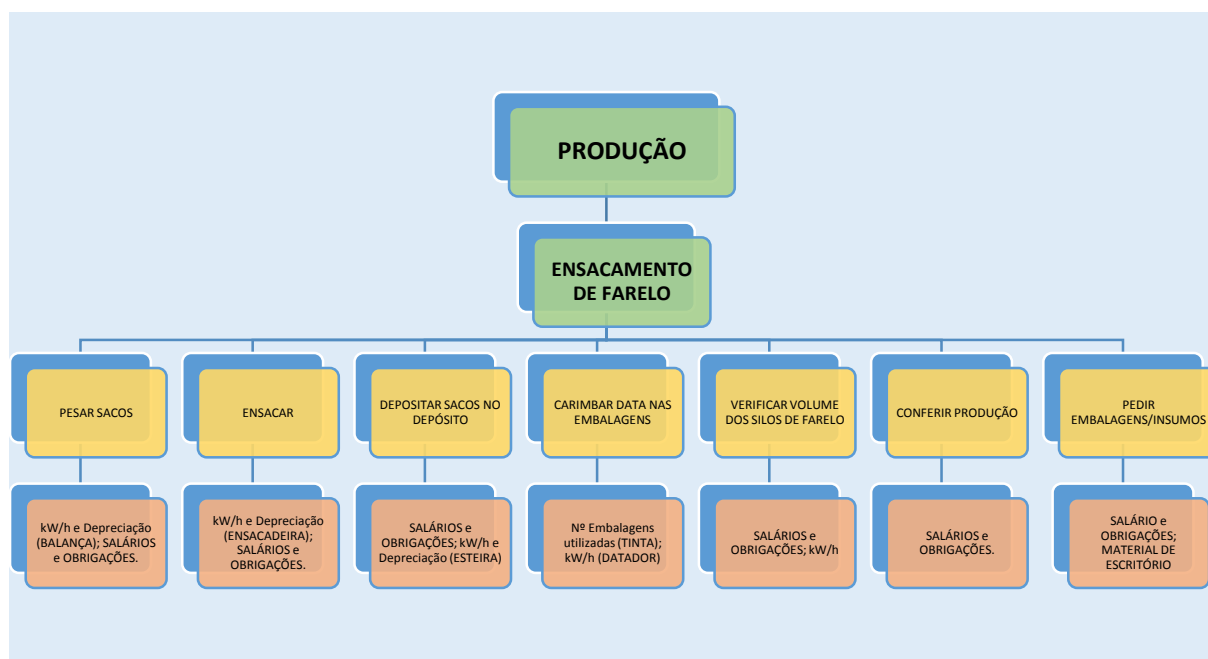 PRODUÇÃO
ENSACAMENTO
DE FARELO
PESAR SACOS
ENSACAR
DEPOSITAR SACOS NO
DEPÓSITO
CARIMBAR DATA NAS
EMBALAGENS
VERIFICAR VOLUME
DOS SILOS DE FARELO
CONFERIR PRODUÇÃO
PEDIR
EMBALAGENS/INSUMOS
kW/h e Depreciação
(BALANÇA); SALÁRIOS
e OBRIGAÇÕES.
kW/h e Depreciação
(ENSACADEIRA);
SALÁRIOS e
OBRIGAÇÕES.
SALÁRIOS e
OBRIGAÇÕES; kW/h e
Depreciação (ESTEIRA)
Nº Embalagens
utilizadas (TINTA);
kW/h (DATADOR)
SALÁRIOS e
OBRIGAÇÕES; kW/h
SALÁRIOS e
OBRIGAÇÕES.
SALÁRIO e
OBRIGAÇÕES;
MATERIAL DE
ESCRITÓRIO